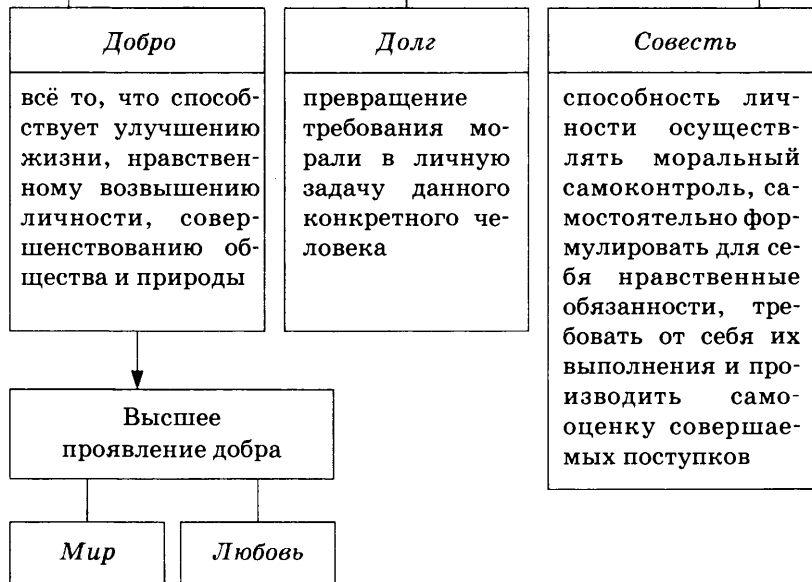 Добро
всё то, что способ-
ствует улучшению
жизни, нравствен-
ному возвышению
личности, совер-
шенствованию об-
щества и природы
Долг
превращение
требования мо-
рали в личную
задачу данного
конкретного че-
ловека
Совесть
способность лич-
ности осуществ-
лять моральный
самоконтроль, са-
мостоятельно фор-
мулировать для се-
бя нравственные
обязанности, тре-
бовать от себя их
выполнения и про-
изводить само-
оценку совершае-
мых поступков
Высшее
проявление добра
Мир
Любовь